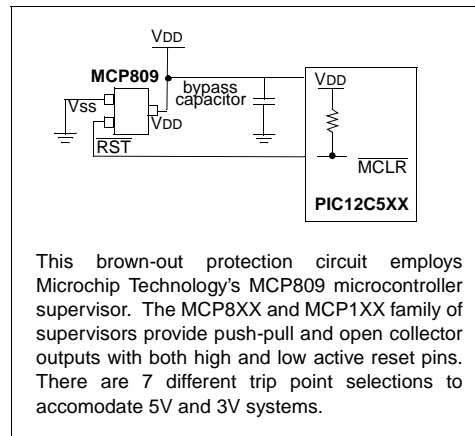 VDD
MCP809
bypass
capacitor
VDD
Vss
VDD
RST
MCLR
PIC12C5XX
This brown-out protection circuit employs
Microchip Technology's MCP809 microcontroller
supervisor. The MCP8XX and MCP1XX family of
supervisors provide push-pull and open collector
outputs with both high and low active reset pins.
There are 7 different trip point selections to
accomodate 5V and 3V systems.